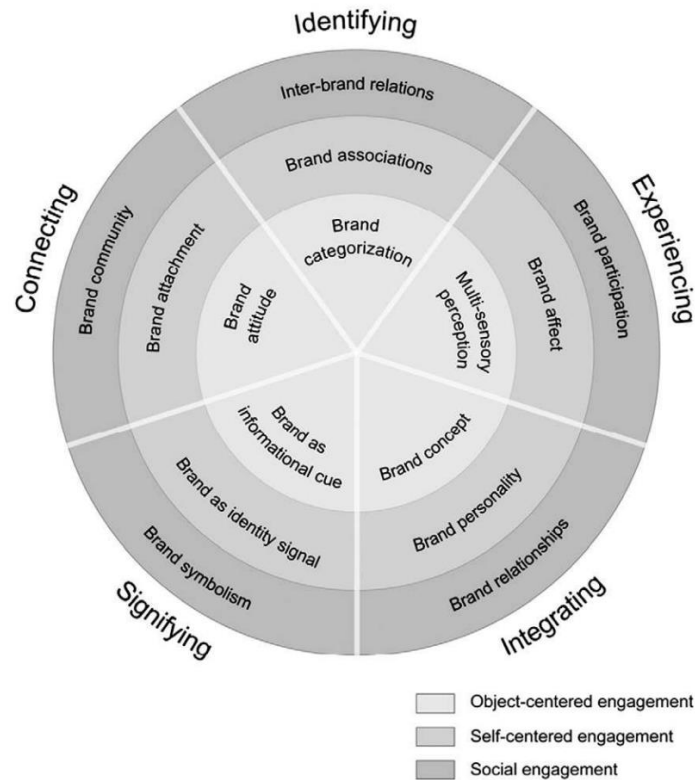 Identifying
Inter-brand relations
Brand associations
Brand
categorization
Experiencing
Brand participation
Brand affect
Multi-sensory
perception
Integrating
Brand relationships
Brand personality
Brand concept
Signifying
Brand symbolism
Brand as identity signal
Brand as
informational cue
Connecting
Brand community
Brand attachment
Brand
attitude
Object-centered engagement
Self-centered engagement
Social engagement